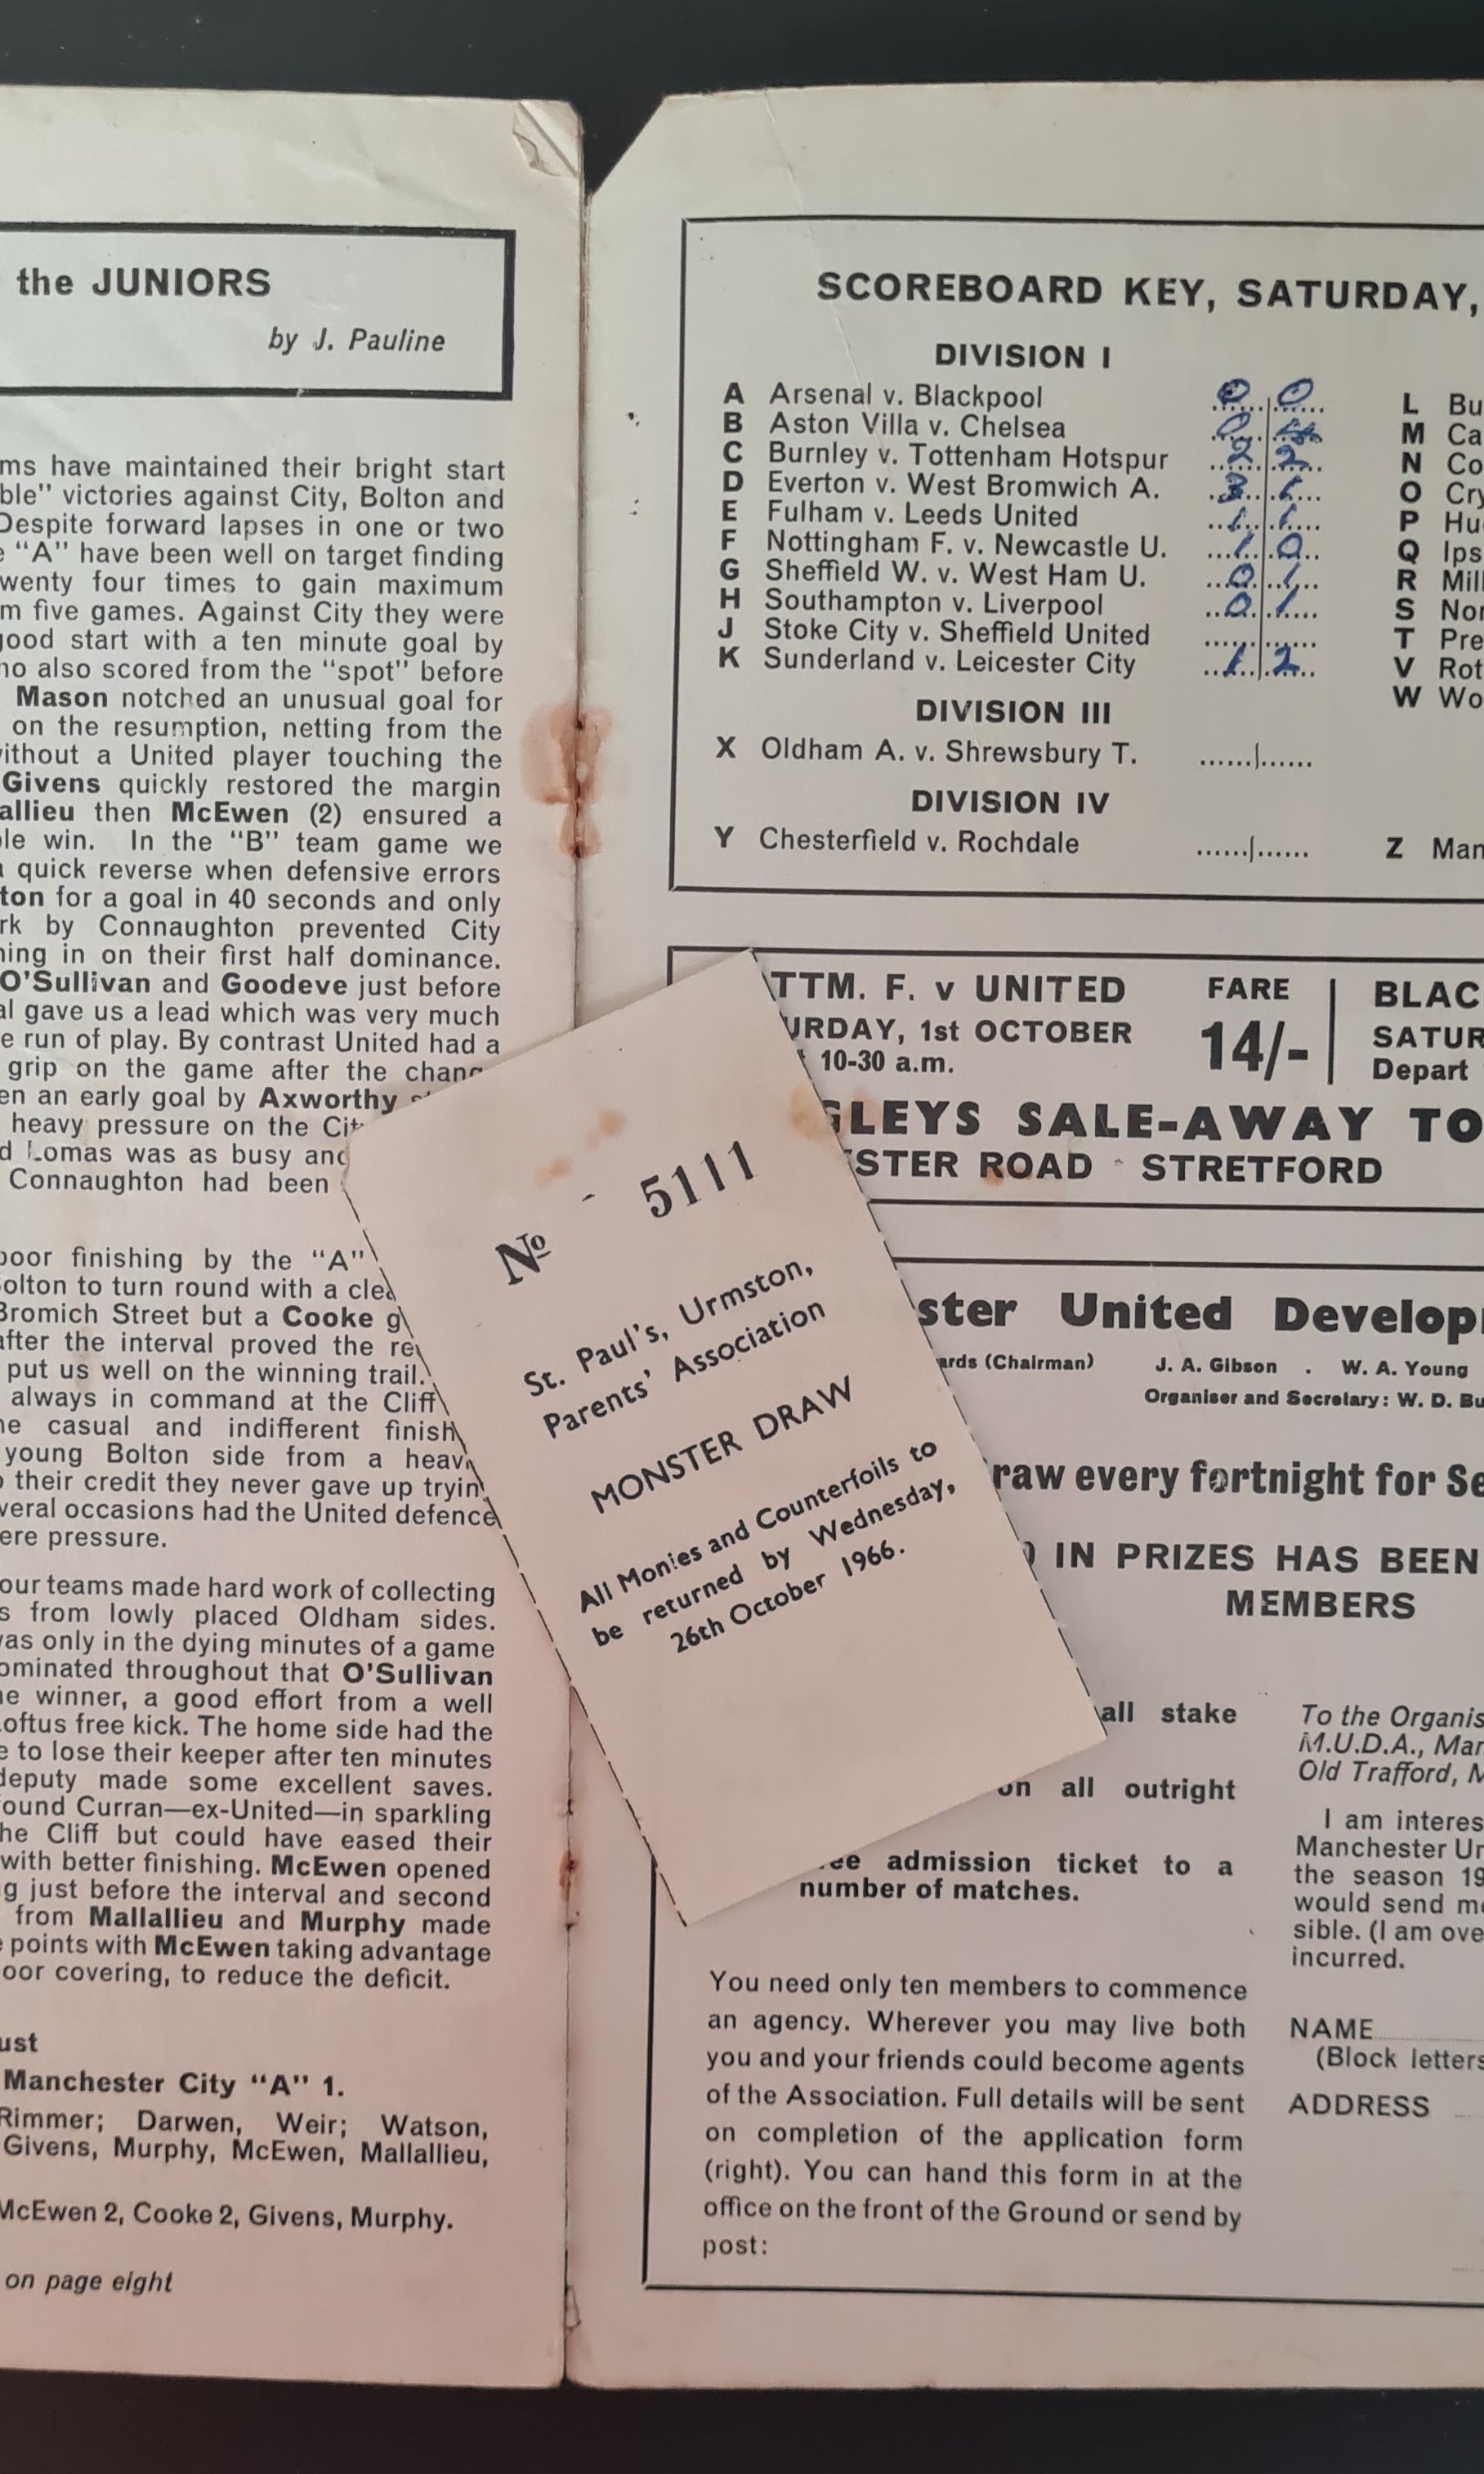 the JUNIORS
by J. Pauline
ms have maintained their bright start
ble" victories against City, Bolton and
Despite forward lapses in one or two
e "A" have been well on target finding
wenty four times to gain maximum
m five games. Against City they were
good start with a ten minute goal by
ho also scored from the "spot" before
Mason notched an unusual goal for
on the resumption, netting from the
without a United player touching the
Givens quickly restored the margin
allieu then McEwen (2) ensured a
ble win. In the "B" team game we
a quick reverse when defensive errors
ton for a goal in 40 seconds and only
rk by Connaughton prevented City
ning in on their first half dominance.
O'Sullivan and Goodeve just before
al gave us a lead which was very much
e run of play. By contrast United had a
grip on the game after the chang
en an early goal by Axworthy
heavy pressure on the Cit
d Lomas was as busy and
Connaughton had been
poor finishing by the "A"
Bolton to turn round with a clea
Bromich Street but a Cooke g
after the interval proved the re
put us well on the winning trail.
always in command at the Cliff
ne casual and indifferent finish
young Bolton side from a heav
o their credit they never gave up tryin
veral occasions had the United defence
ere pressure.
our teams made hard work of collecting
s from lowly placed Oldham sides.
was only in the dying minutes of a game
ominated throughout that O'Sullivan
he winner, a good effort from a well
Loftus free kick. The home side had the
e to lose their keeper after ten minutes
deputy made some excellent saves.
ound Curran—ex-United—in sparkling
he Cliff but could have eased their
with better finishing. McEwen opened
g just before the interval and second
from Mallallieu and Murphy made
e points with McEwen taking advantage
oor covering, to reduce the deficit.
ust
Manchester City "A" 1.
Rimmer; Darwen, Weir; Watson,
Givens, Murphy, McEwen, Mallallieu,
McEwen 2, Cooke 2, Givens, Murphy.
on page eight
SCOREBOARD KEY, SATURDAY,
DIVISION I
A Arsenal v. Blackpool 0 0
B Aston Villa v. Chelsea 0
C Burnley v. Tottenham Hotspur 2 2
D Everton v. West Bromwich A. 3 1
E Fulham v. Leeds United 1 1
F Nottingham F. v. Newcastle U. 1 0
G Sheffield W. v. West Ham U. 0 1
H Southampton v. Liverpool 0 1
J Stoke City v. Sheffield United
K Sunderland v. Leicester City 1 2
DIVISION III
X Oldham A. v. Shrewsbury T.
DIVISION IV
Y Chesterfield v. Rochdale
L Bu
M Ca
N Co
O Cry
P Hu
Q Ips
R Mill
S Nor
T Pre
V Rot
W Wo
Z Man
TTM. F. v UNITED
URDAY, 1st OCTOBER
10-30 a.m.
FARE
14/-
BLAC
SATUR
Depart
GLEYS SALE-AWAY TO
STER ROAD - STRETFORD
ster United Develop
ards (Chairman) J. A. Gibson . W. A. Young
Organiser and Secretary: W. D. Bu
raw every fortnight for Se
IN PRIZES HAS BEEN
MEMBERS
all stake
on all outright
ee admission ticket to a
number of matches.
You need only ten members to commence
an agency. Wherever you may live both
you and your friends could become agents
of the Association. Full details will be sent
on completion of the application form
(right). You can hand this form in at the
office on the front of the Ground or send by
post:
To the Organis
M.U.D.A., Man
Old Trafford, M
I am interes
Manchester Un
the season 19
would send me
sible. (I am ove
incurred.
NAME
(Block letters
ADDRESS
№ 5111
St. Paul's, Urmston,
Parents' Association
MONSTER DRAW
All Monies and Counterfoils to
be returned by Wednesday,
26th October 1966.